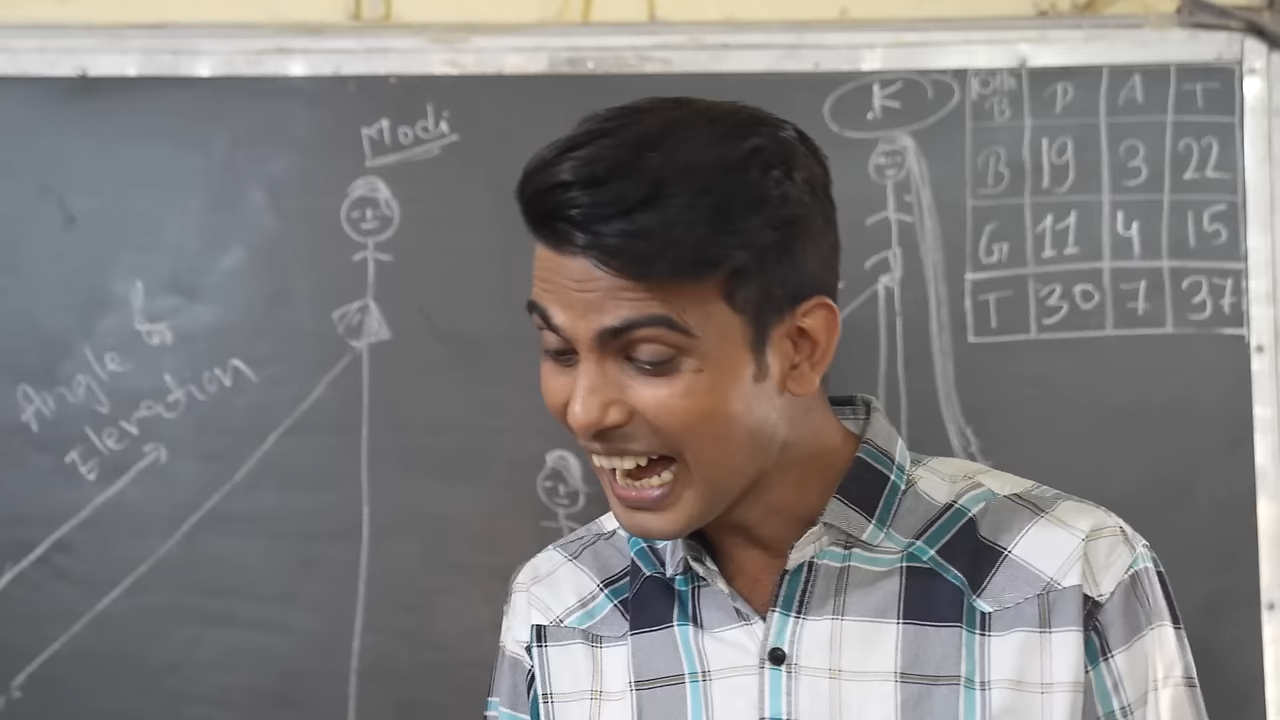 Modi
Angle of
Elevation
K
10th B P A T
B 19 3 22
G 11 4 15
T 30 7 37